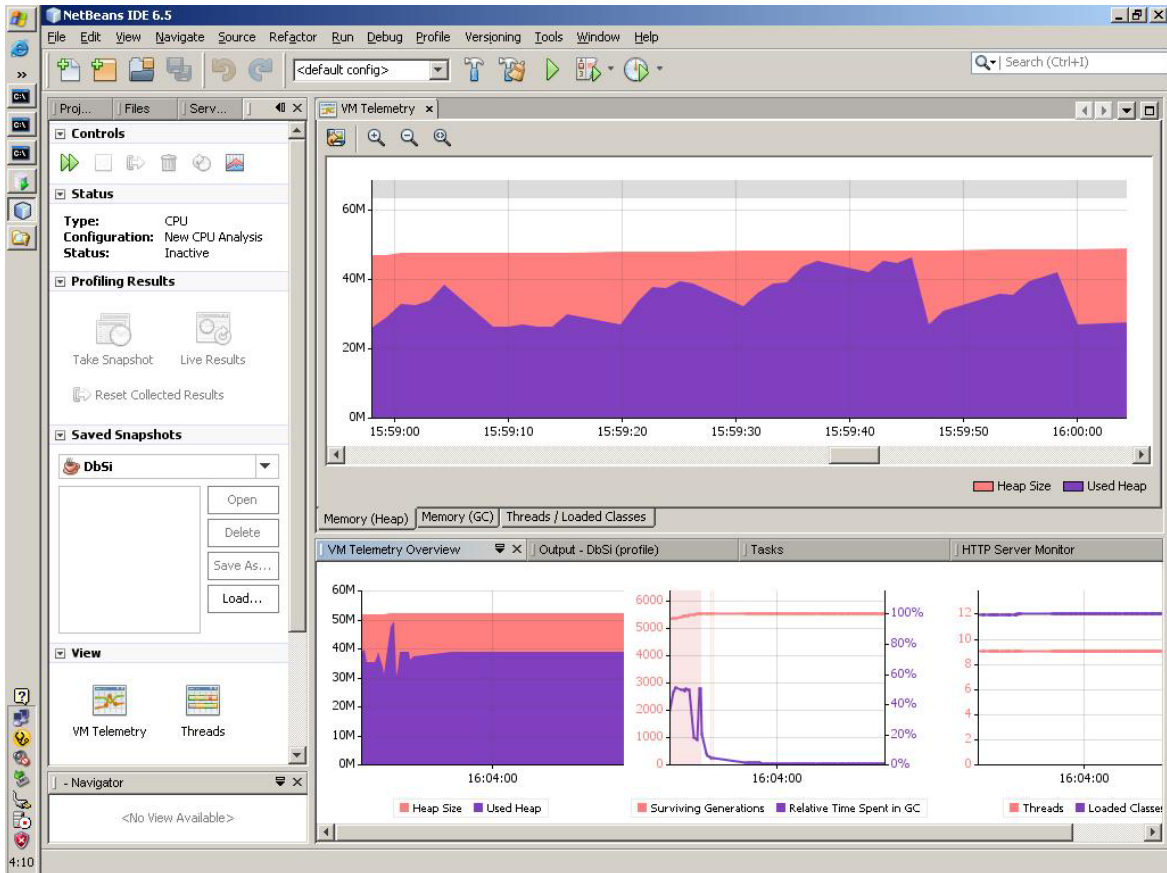 NetBeans IDE 6.5
File Edit View Navigate Source Refactor Run Debug Profile Versioning Tools Window Help
<default config>
Search (Ctrl+I)
Proj... Files Serv...
Controls
Status
Type: CPU
Configuration: New CPU Analysis
Status: Inactive
Profiling Results
Take Snapshot Live Results
Reset Collected Results
Saved Snapshots
DbSi
Open
Delete
Save As...
Load...
View
VM Telemetry Threads
- Navigator
<No View Available>
VM Telemetry
60M
40M
20M
0M
15:59:00 15:59:10 15:59:20 15:59:30 15:59:40 15:59:50 16:00:00
Heap Size Used Heap
Memory (Heap) Memory (GC) Threads / Loaded Classes
VM Telemetry Overview Output - DbSi (profile) Tasks HTTP Server Monitor
60M
50M
40M
30M
20M
10M
0M
16:04:00
Heap Size Used Heap
6000
5000
4000
3000
2000
1000
0
100%
80%
60%
40%
20%
0%
16:04:00
Surviving Generations Relative Time Spent in GC
12
10
8
6
4
2
0
16:04:00
Threads Loaded Classes
C:\
C:\
C:\
4:10